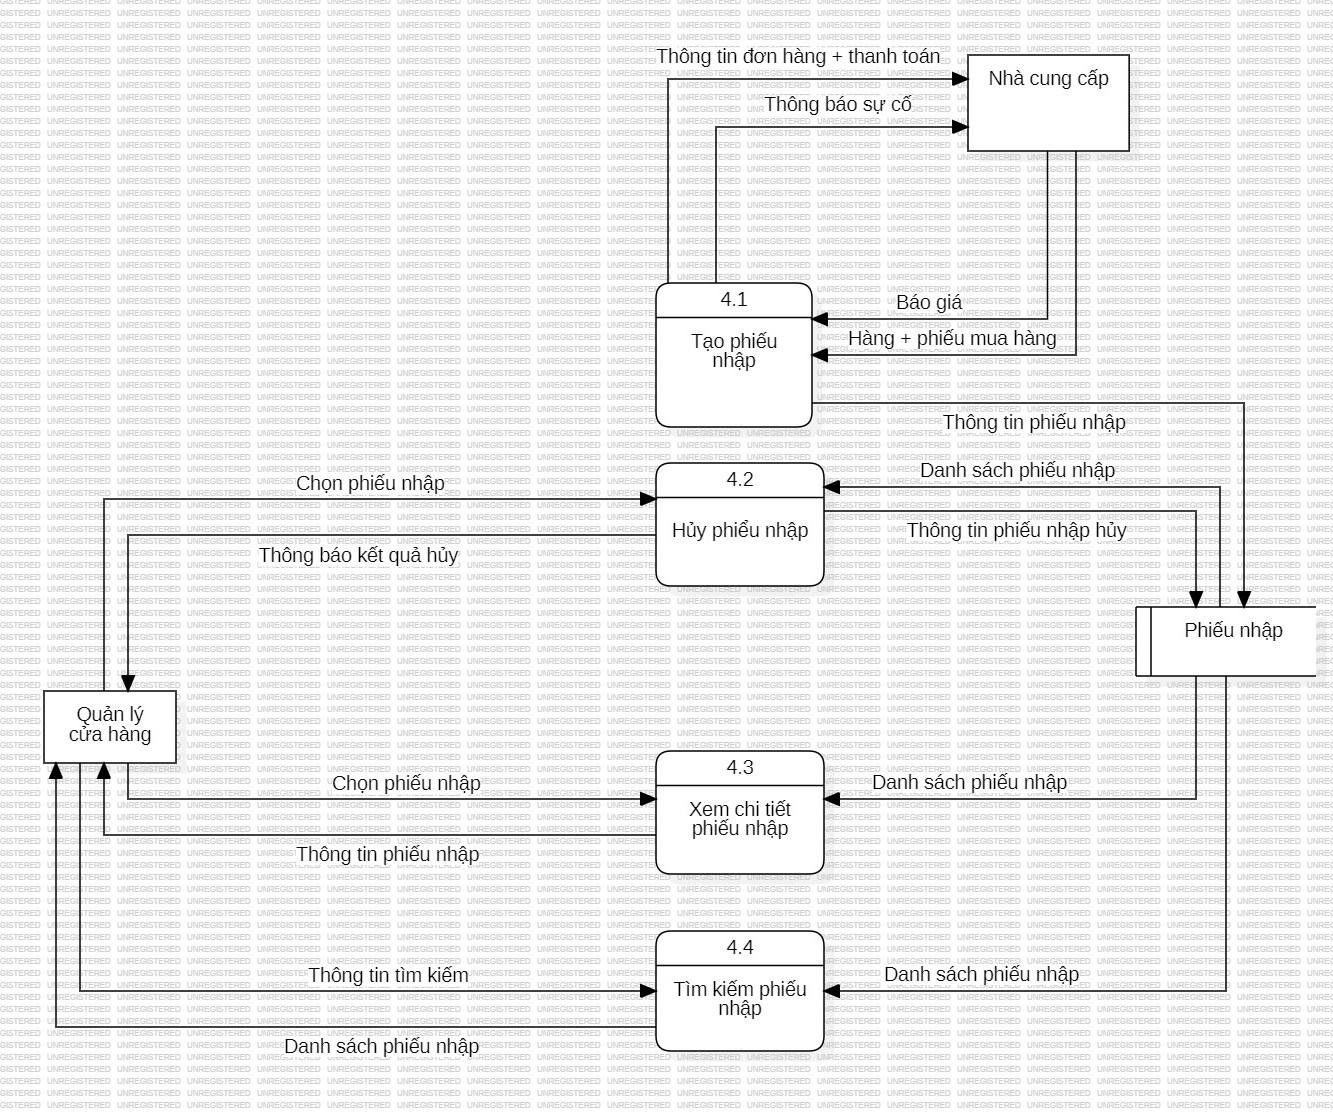 Thông tin đơn hàng + thanh toán
Nhà cung cấp
Thông báo sự cố
4.1
Báo giá
Tạo phiếu
nhập
Hàng + phiếu mua hàng
Thông tin phiếu nhập
4.2
Danh sách phiếu nhập
Chọn phiếu nhập
Hủy phiểu nhập
Thông tin phiếu nhập hủy
Thông báo kết quả hủy
Phiếu nhập
Quản lý
cửa hàng
4.3
Chọn phiếu nhập
Danh sách phiếu nhập
Xem chi tiết
phiếu nhập
Thông tin phiếu nhập
4.4
Thông tin tìm kiếm
Danh sách phiếu nhập
Tìm kiếm phiếu
nhập
Danh sách phiếu nhập
UNREGISTERED